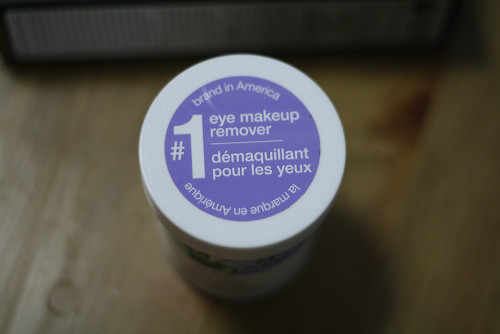 brand in America
#1
eye makeup
remover
démaquillant
pour les yeux
la marque en Amérique